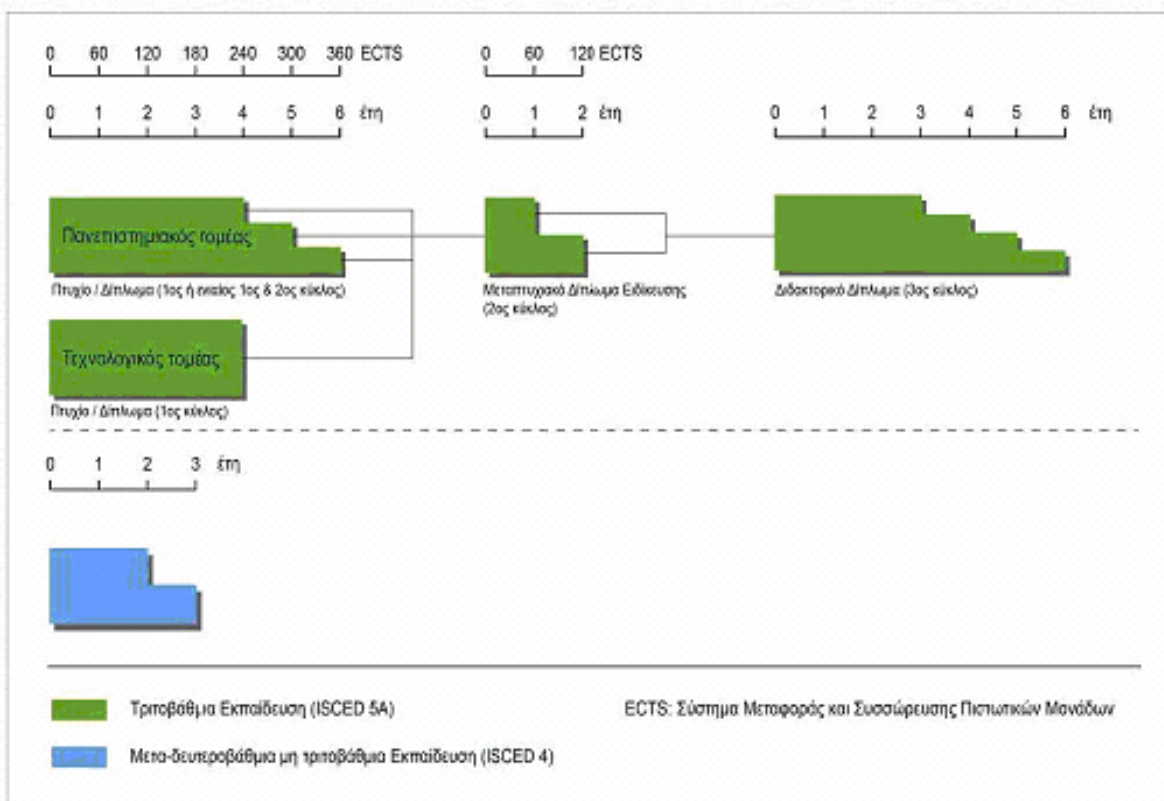 0 60 120 180 240 300 360 ECTS
0 60 120 ECTS
0 1 2 3 4 5 6 έτη
0 1 2 έτη
0 1 2 3 4 5 6 έτη
Πανεπιστημιακός τομέας
Πτυχίο / Δίπλωμα (1ος ή ενιαίος 1ος & 2ος κύκλος)
Μεταπτυχιακό Δίπλωμα Ειδίκευσης
(2ος κύκλος)
Διδακτορικό Δίπλωμα (3ος κύκλος)
Τεχνολογικός τομέας
Πτυχίο / Δίπλωμα (1ος κύκλος)
0 1 2 3 έτη
Τριτοβάθμια Εκπαίδευση (ISCED 5A)
ECTS: Σύστημα Μεταφοράς και Συσσώρευσης Πιστωτικών Μονάδων
Μετα-δευτεροβάθμια μη τριτοβάθμια Εκπαίδευση (ISCED 4)